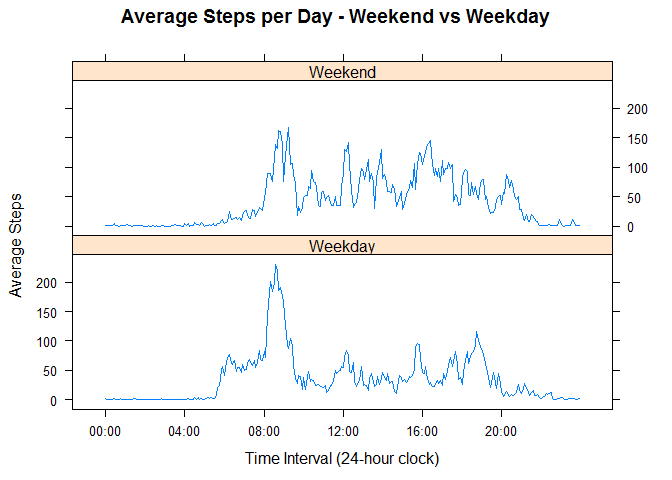 Average Steps per Day - Weekend vs Weekday
Weekend
200
150
100
50
0
Average Steps
Weekday
200
150
100
50
0
00:00 04:00 08:00 12:00 16:00 20:00
Time Interval (24-hour clock)